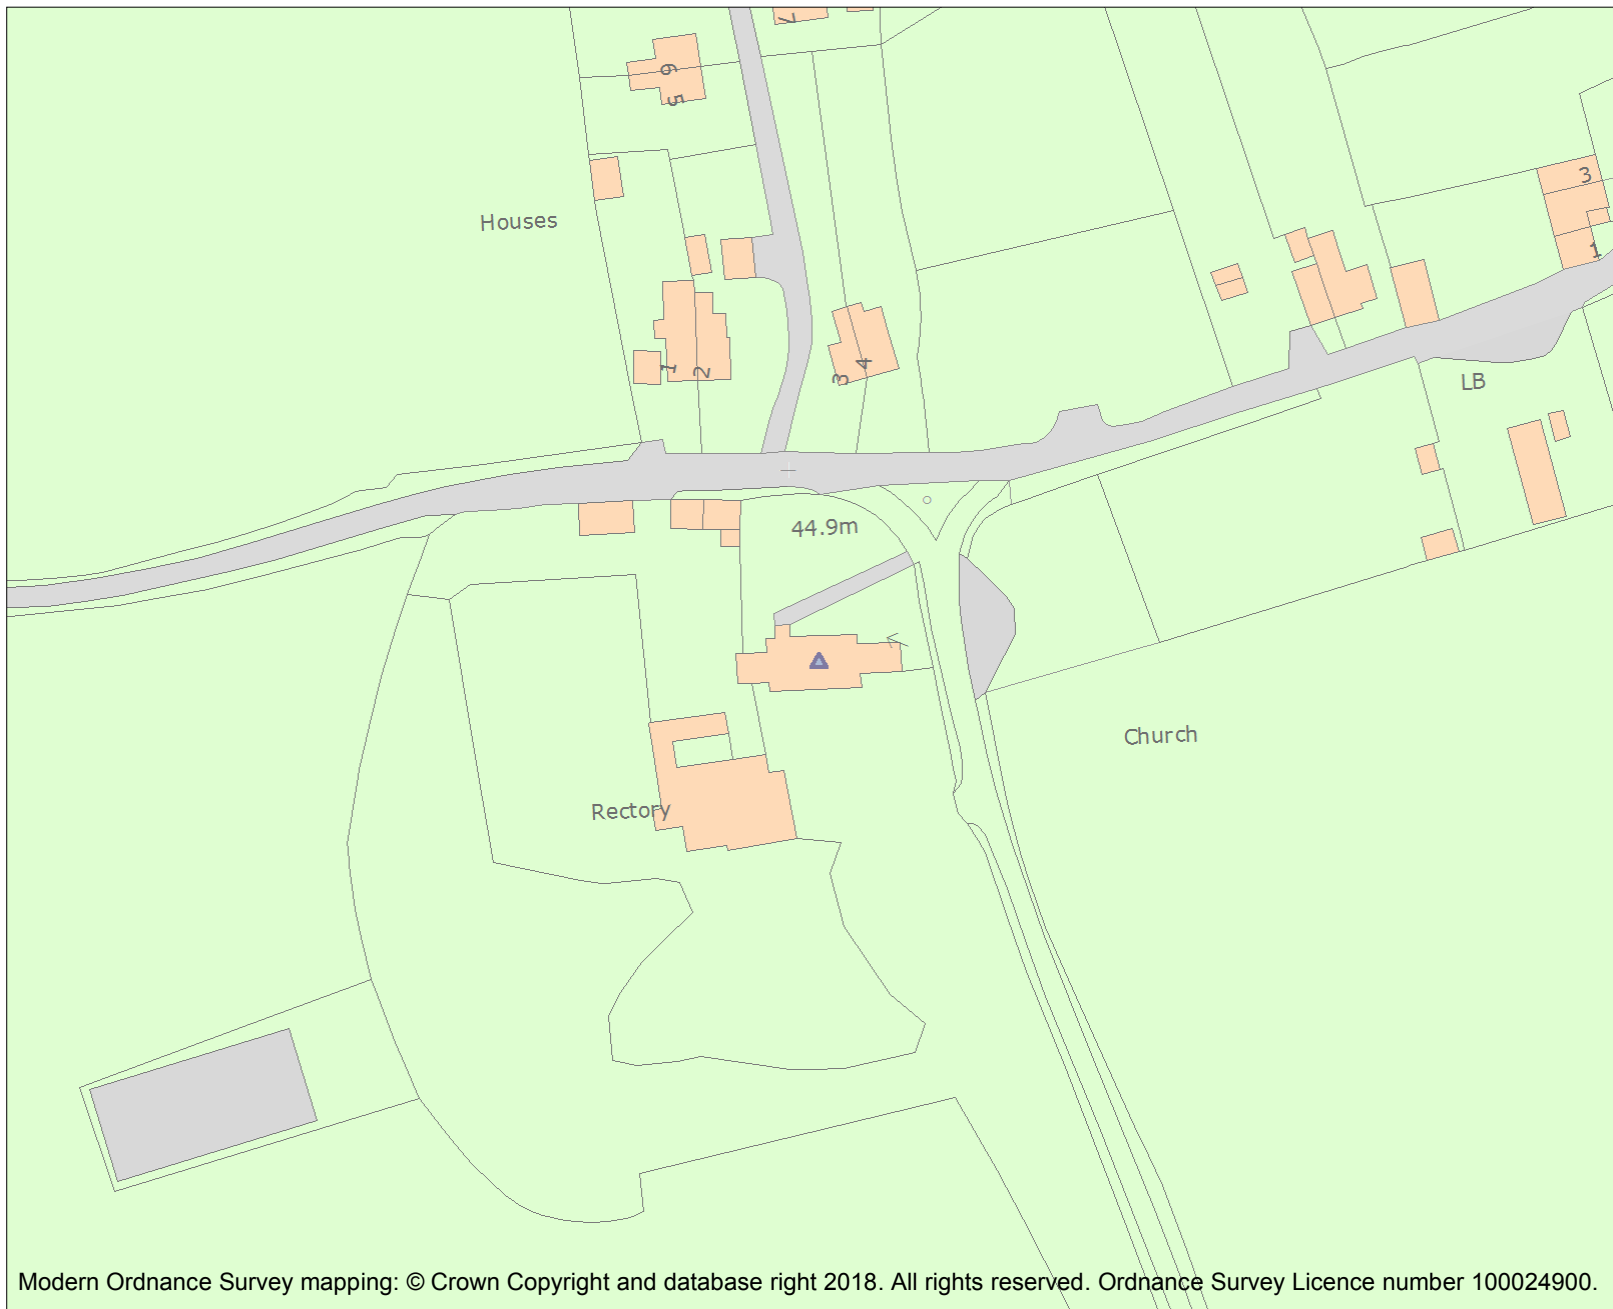 7
6
5
3
Houses
1
1
2
3
4
LB
44.9m
Church
Rectory
Modern Ordnance Survey mapping: © Crown Copyright and database right 2018. All rights reserved. Ordnance Survey Licence number 100024900.